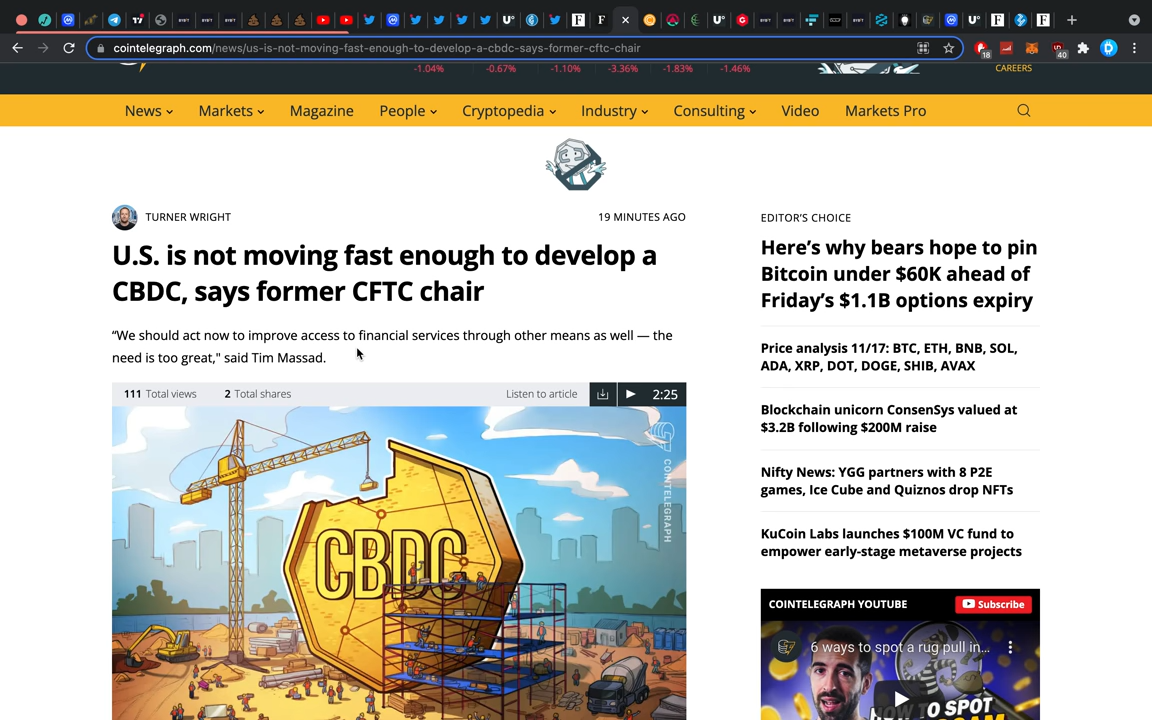 cointelegraph.com/news/us-is-not-moving-fast-enough-to-develop-a-cbdc-says-former-cftc-chair
18
40
-1.04% -0.67% -1.10% -3.36% -1.83% -1.46%
CAREERS
News Markets Magazine People Cryptopedia Industry Consulting Video Markets Pro
TURNER WRIGHT
19 MINUTES AGO
U.S. is not moving fast enough to develop a
CBDC, says former CFTC chair
“We should act now to improve access to financial services through other means as well — the
need is too great," said Tim Massad.
111 Total views 2 Total shares Listen to article 2:25
COINTELEGRAPH
CBDC
EDITOR’S CHOICE
Here’s why bears hope to pin
Bitcoin under $60K ahead of
Friday’s $1.1B options expiry
Price analysis 11/17: BTC, ETH, BNB, SOL,
ADA, XRP, DOT, DOGE, SHIB, AVAX
Blockchain unicorn ConsenSys valued at
$3.2B following $200M raise
Nifty News: YGG partners with 8 P2E
games, Ice Cube and Quiznos drop NFTs
KuCoin Labs launches $100M VC fund to
empower early-stage metaverse projects
COINTELEGRAPH YOUTUBE
Subscribe
6 ways to spot a rug pull in...
HOW TO SPOT